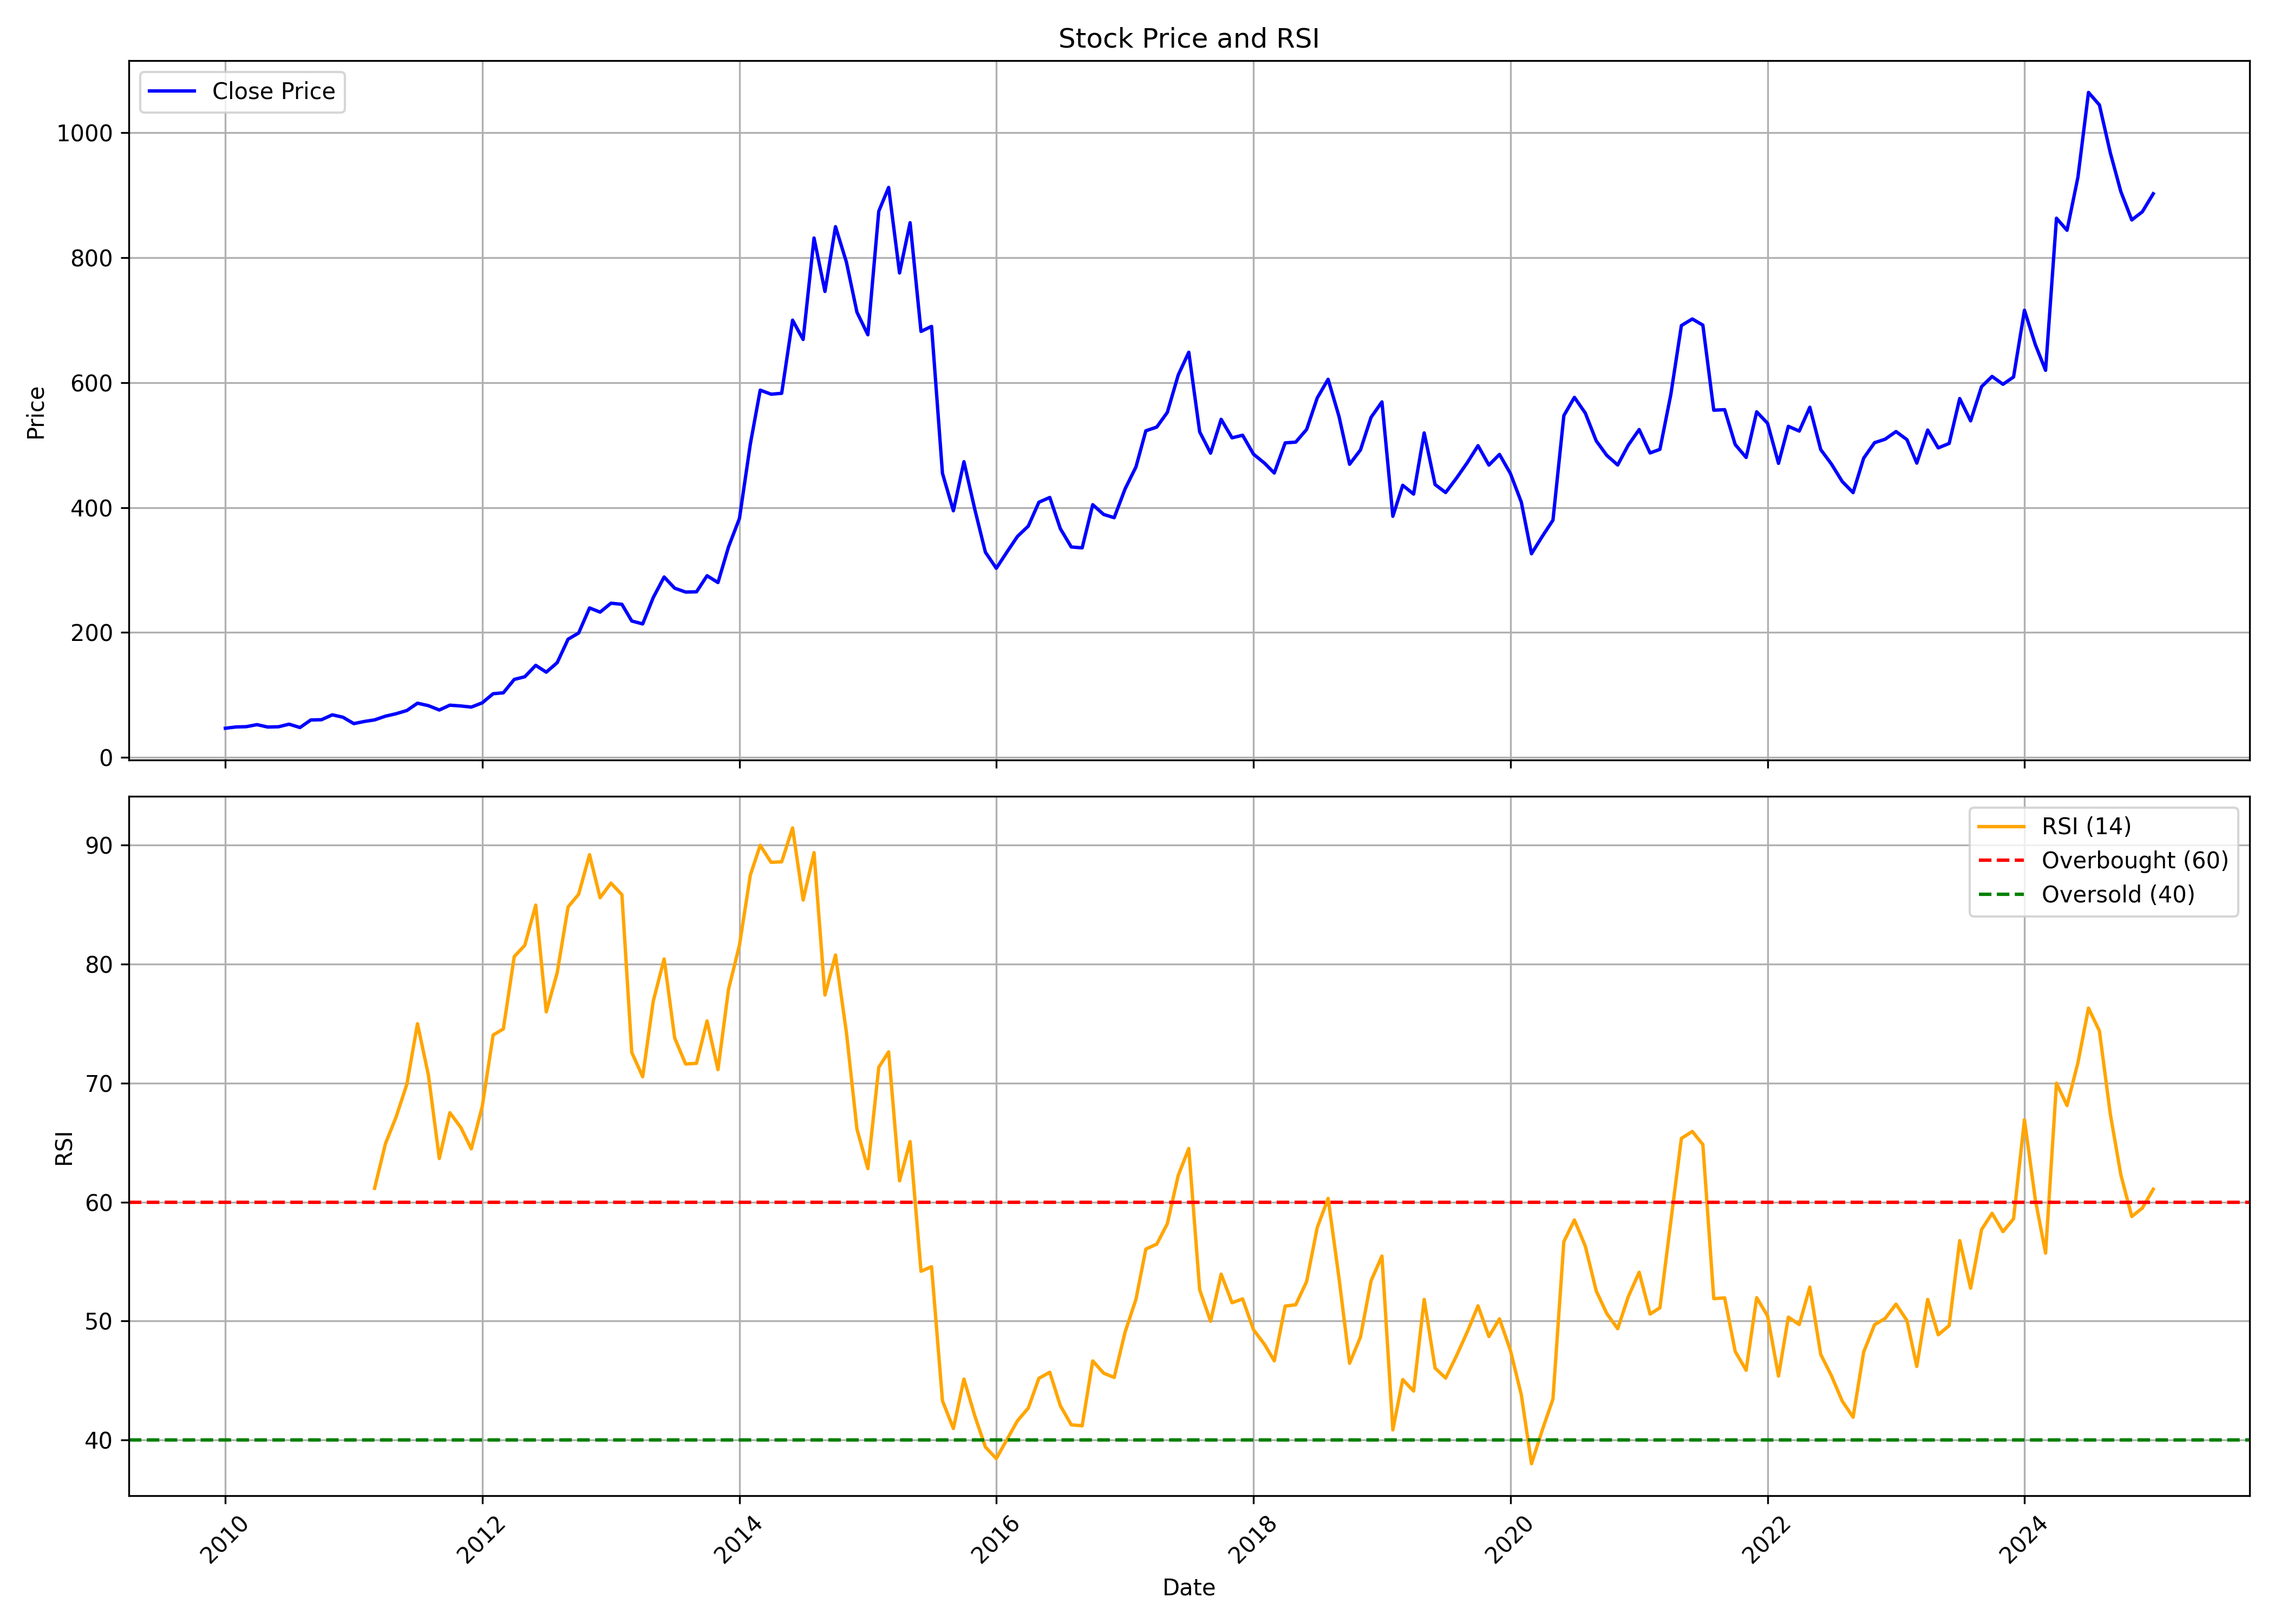 Stock Price and RSI
Close Price
Price
1000
800
600
400
200
0
RSI (14)
Overbought (60)
Oversold (40)
RSI
90
80
70
60
50
40
2010
2012
2014
2016
2018
2020
2022
2024
Date